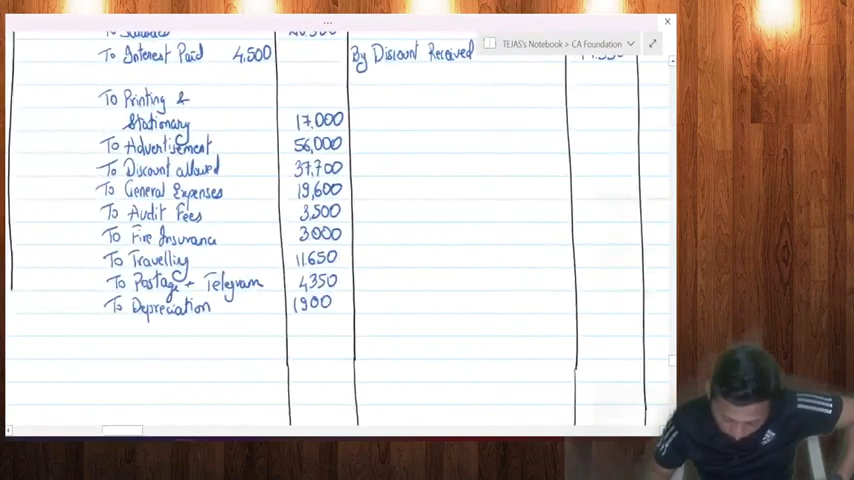 TEJAS's Notebook > CA Foundation
To Interest Paid 4,500
By Discount Received
To Printing &
Stationary 17,000
To Advertisement 56,000
To Discount allowed 37,700
To General Expenses 19,600
To Audit Fees 3,500
To Fire Insurance 3000
To Travelling 11,650
To Postage + Telegram 4350
To Depreciation 1900